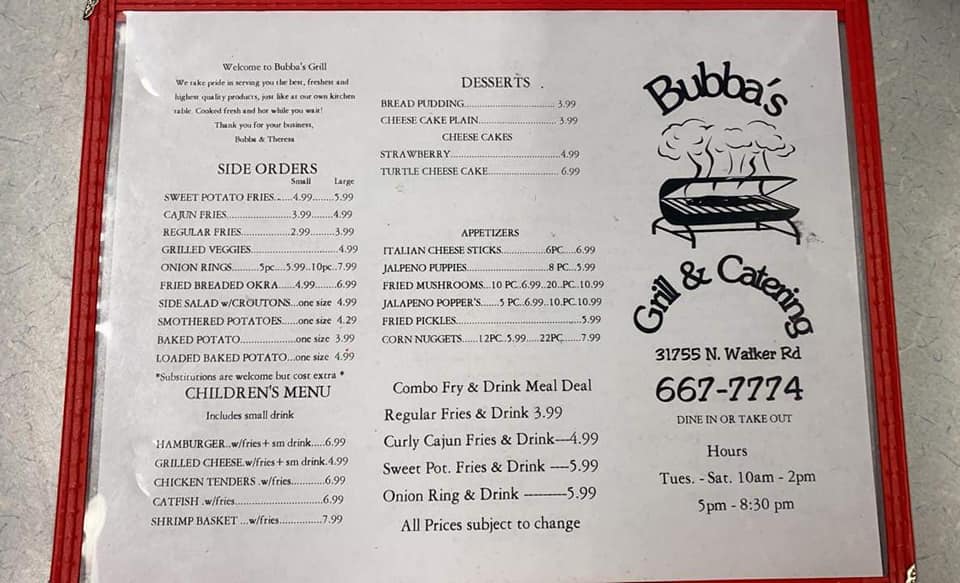 Welcome to Bubba's Grill
We take pride in serving you the best, freshest and
highest quality products, just like at our own kitchen
table. Cooked fresh and hot while you wait!
Thank you for your business,
Bubba & Theresa
SIDE ORDERS
Small Large
SWEET POTATO FRIES......4.99........5.99
CAJUN FRIES......................3.99.......4.99
REGULAR FRIES..................2.99........3.99
GRILLED VEGGIES...............................4.99
ONION RINGS.........5pc....5.99..10pc..7.99
FRIED BREADED OKRA......4.99........6.99
SIDE SALAD w/CROUTONS...one size 4.99
SMOTHERED POTATOES......one size 4.29
BAKED POTATO....................one size 3.99
LOADED BAKED POTATO...one size 4.99
*Substitutions are welcome but cost extra *
CHILDREN'S MENU
Includes small drink
HAMBURGER..w/fries+ sm drink.....6.99
GRILLED CHEESE.w/fries+ sm drink.4.99
CHICKEN TENDERS .w/fries............6.99
CATFISH .w/fries...............................6.99
SHRIMP BASKET ...w/fries...............7.99
DESSERTS
BREAD PUDDING.................................. 3.99
CHEESE CAKE PLAIN............................. 3.99
CHEESE CAKES
STRAWBERRY.........................................4.99
TURTLE CHEESE CAKE........................... 6.99
APPETIZERS
ITALIAN CHEESE STICKS................6PC....6.99
JALPENO PUPPIES..............................8 PC...5.99
FRIED MUSHROOMS...10 PC..6.99..20..PC..10.99
JALAPENO POPPER'S.......5 PC..6.99..10.PC.10.99
FRIED PICKLES...............................................5.99
CORN NUGGETS.......12PC..5.99.....22PC.......7.99
Combo Fry & Drink Meal Deal
Regular Fries & Drink 3.99
Curly Cajun Fries & Drink---4.99
Sweet Pot. Fries & Drink ----5.99
Onion Ring & Drink ---------5.99
All Prices subject to change
Bubba's
Grill & Catering
31755 N. Walker Rd
667-7774
DINE IN OR TAKE OUT
Hours
Tues. - Sat. 10am - 2pm
5pm - 8:30 pm